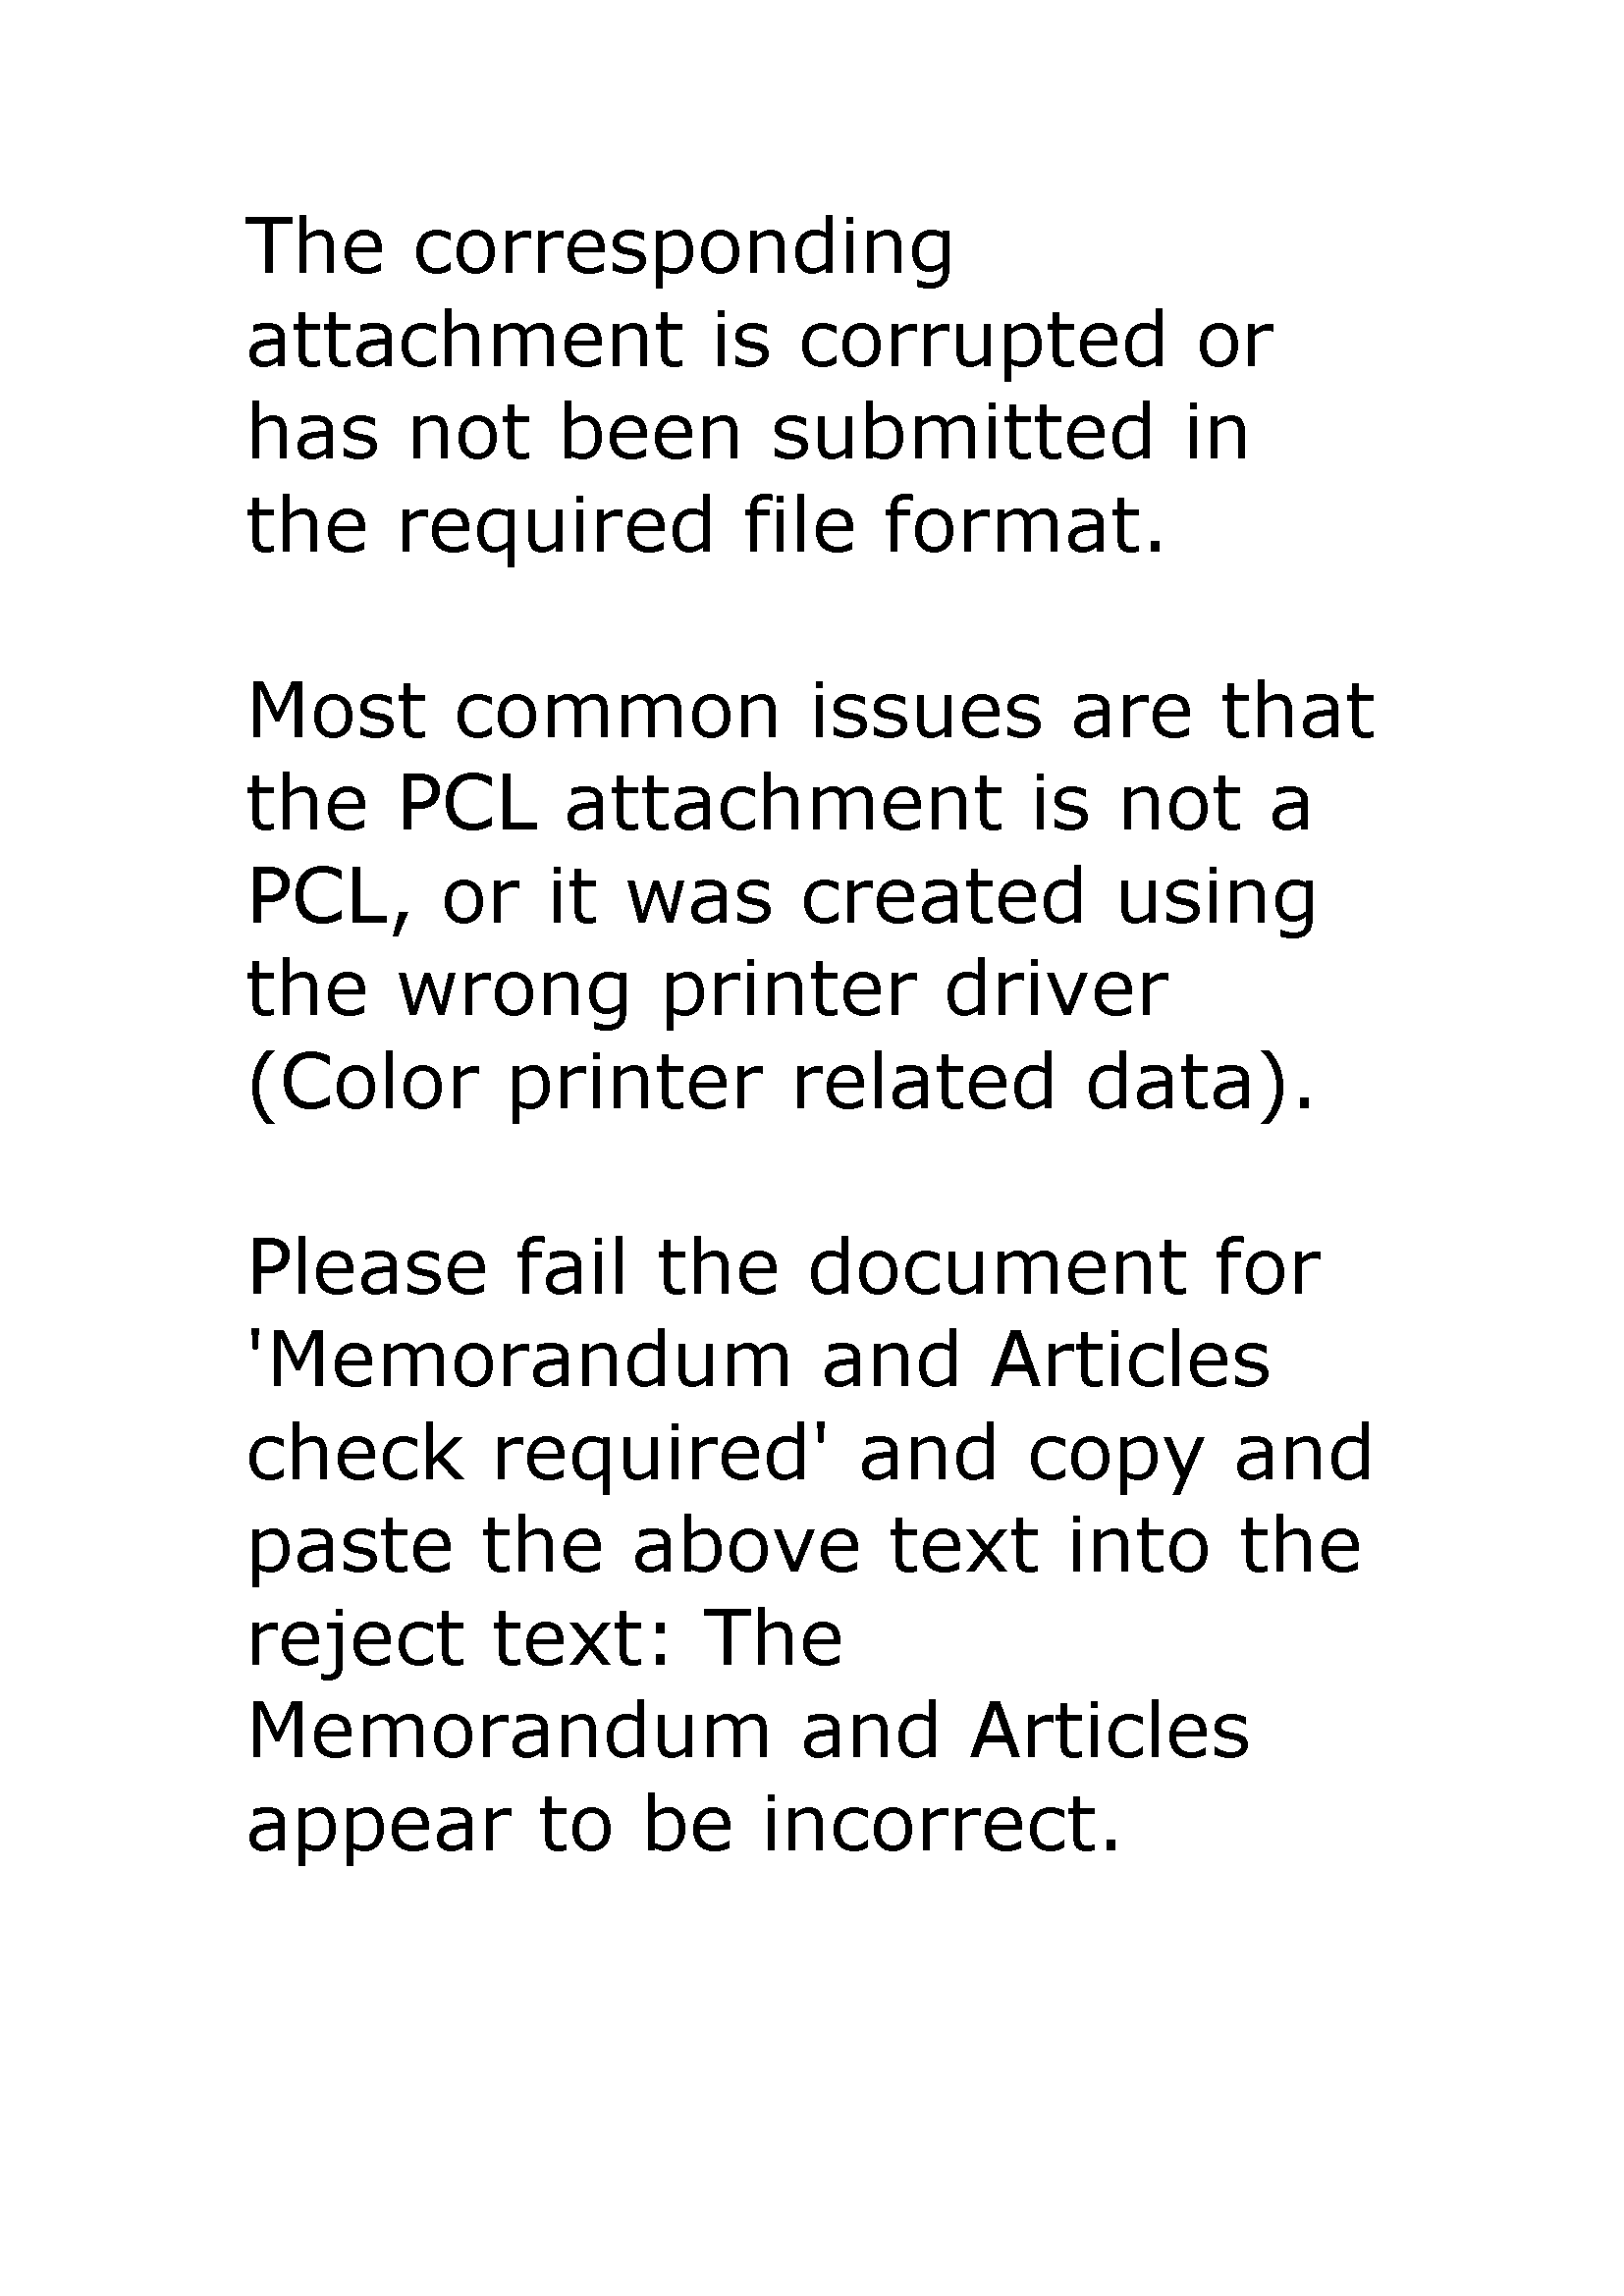 The corresponding
attachment is corrupted or
has not been submitted in
the required file format.
Most common issues are that
the PCL attachment is not a
PCL, or it was created using
the wrong printer driver
(Color printer related data).
Please fail the document for
'Memorandum and Articles
check required' and copy and
paste the above text into the
reject text: The
Memorandum and Articles
appear to be incorrect.